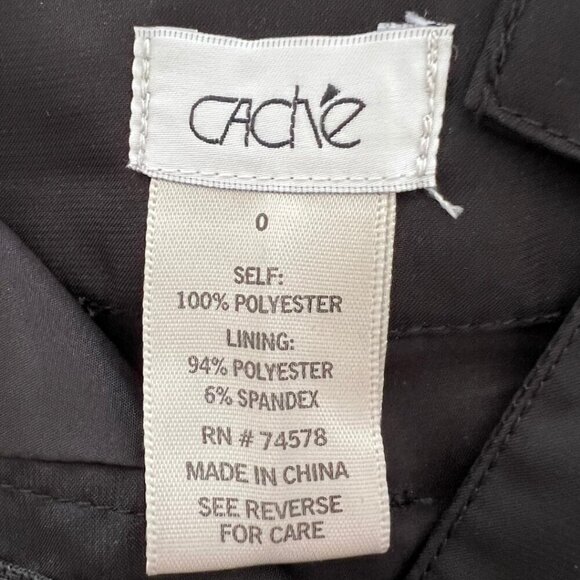 CAChé
0
SELF:
100% POLYESTER
LINING:
94% POLYESTER
6% SPANDEX
RN # 74578
MADE IN CHINA
SEE REVERSE
FOR CARE